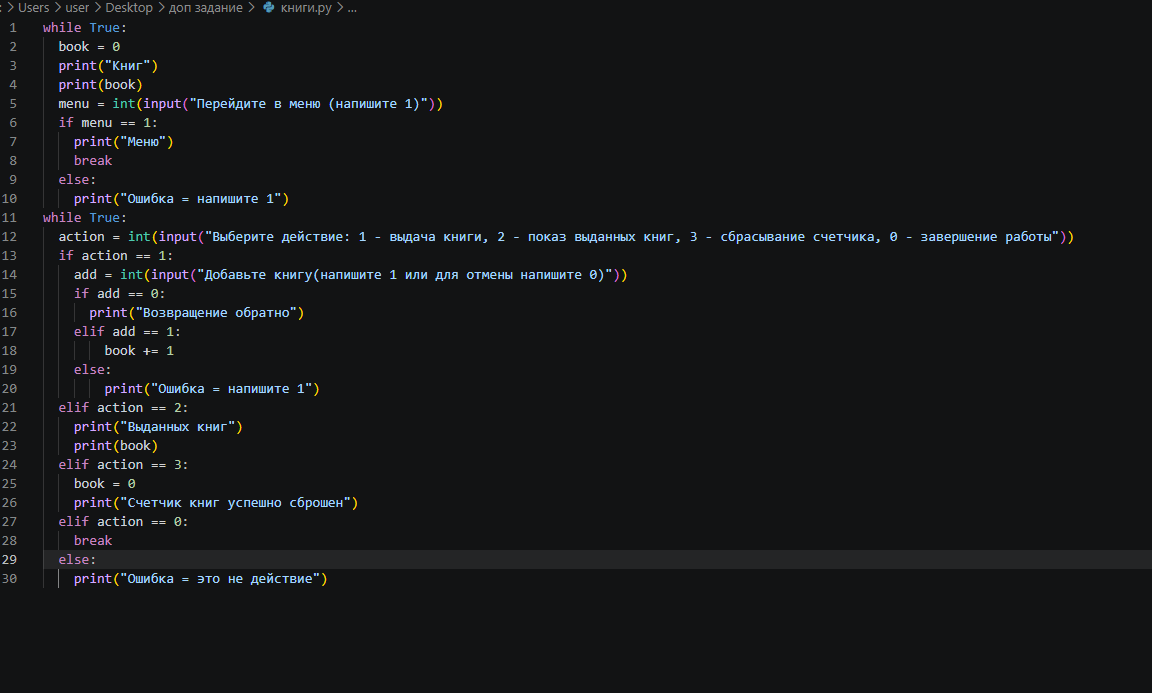 : > Users > user > Desktop > доп задание > книги.py > ...
1 while True:
2   book = 0
3   print("Книг")
4   print(book)
5   menu = int(input("Перейдите в меню (напишите 1)"))
6   if menu == 1:
7     print("Меню")
8     break
9   else:
10     print("Ошибка = напишите 1")
11 while True:
12   action = int(input("Выберите действие: 1 - выдача книги, 2 - показ выданных книг, 3 - сбрасывание счетчика, 0 - завершение работы"))
13   if action == 1:
14     add = int(input("Добавьте книгу(напишите 1 или для отмены напишите 0)"))
15     if add == 0:
16       print("Возвращение обратно")
17     elif add == 1:
18         book += 1
19     else:
20         print("Ошибка = напишите 1")
21   elif action == 2:
22     print("Выданных книг")
23     print(book)
24   elif action == 3:
25     book = 0
26     print("Счетчик книг успешно сброшен")
27   elif action == 0:
28     break
29   else:
30     print("Ошибка = это не действие")